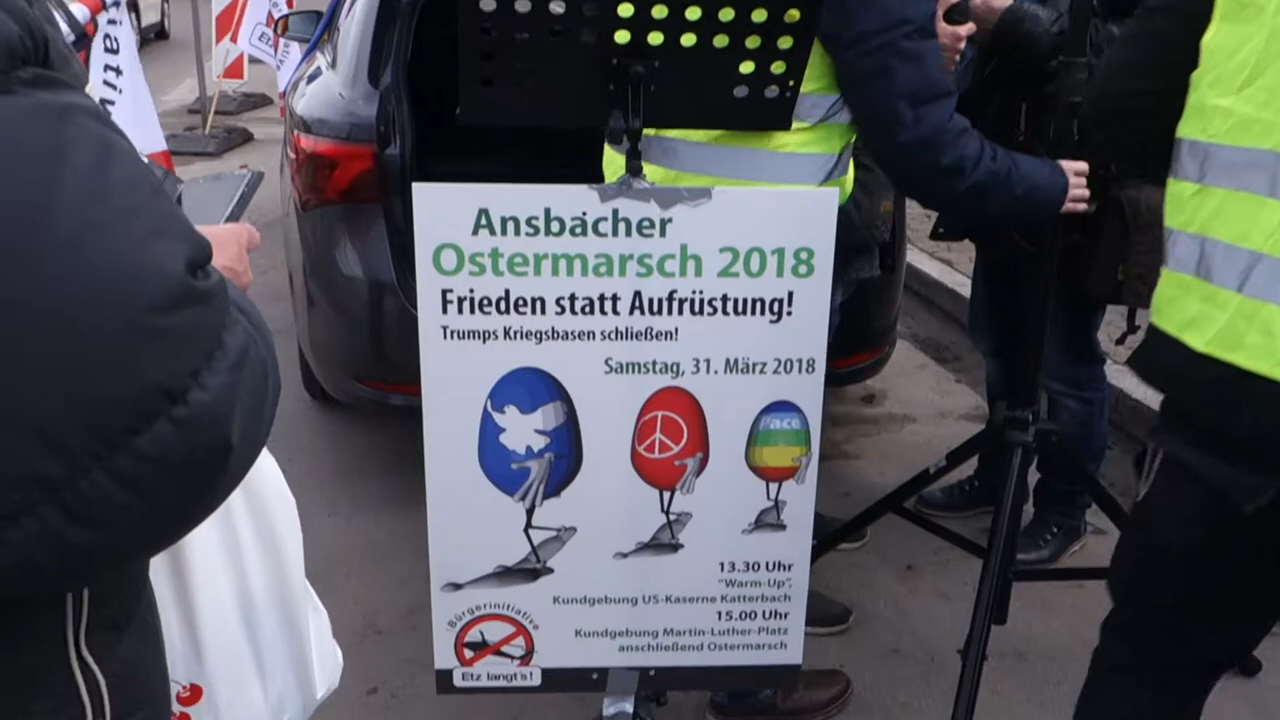 itiative
Ansbacher
Ostermarsch 2018
Frieden statt Aufrüstung!
Trumps Kriegsbasen schließen!
Samstag, 31. März 2018
Pace
13.30 Uhr
"Warm-Up",
Kundgebung US-Kaserne Katterbach
15.00 Uhr
Kundgebung Martin-Luther-Platz
anschließend Ostermarsch
Bürgerinitiative
Etz langt's!